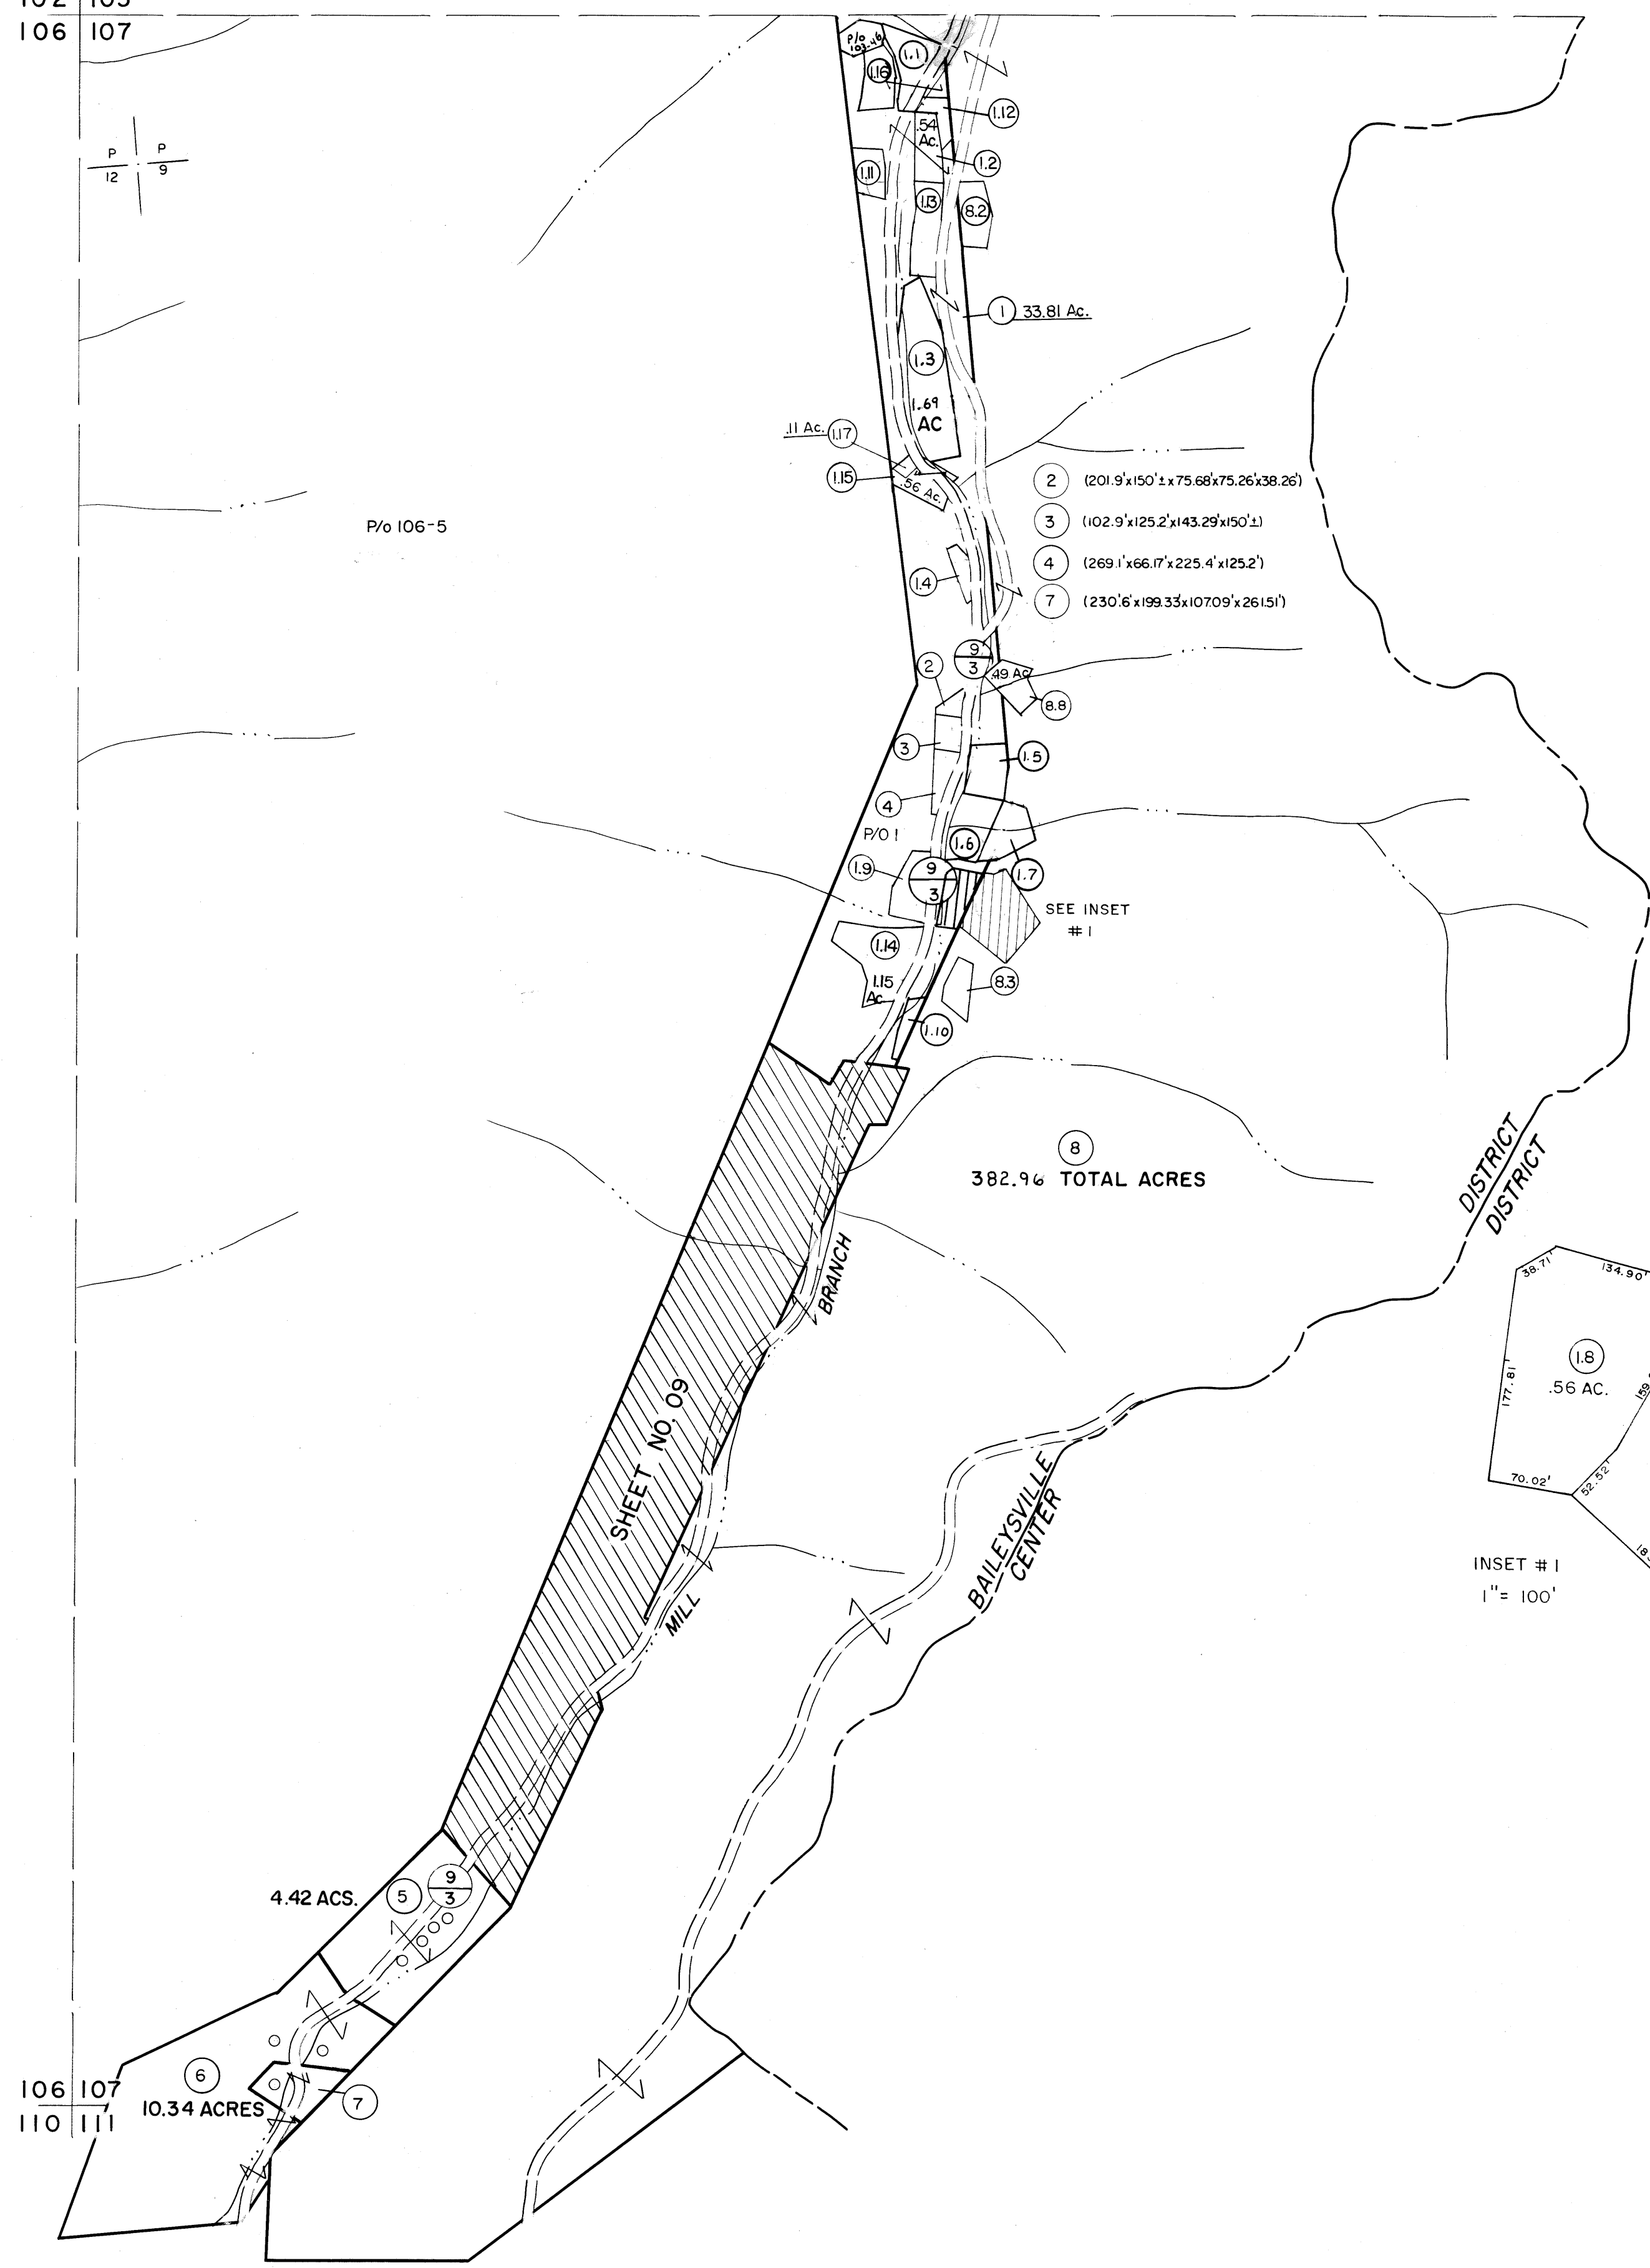 102 103
106 107
P/o
103-46
1.1
1.16
1.12
.54
Ac.
1.2
P P
12 9
1.11
1.13
8.2
1 33.81 Ac.
1.3
1.69
AC
.11 Ac. 1.17
1.15
.56 Ac.
2 (201.9'x150'±x75.68'x75.26'x38.26')
P/o 106-5
3 (102.9'x125.2'x143.29'x150'±)
4 (269.1'x66.17'x225.4'x125.2')
1.4
7 (230'.6'x199.33'x107.09'x261.51')
9
3
2
.49 Ac
8.8
3
1.5
4
P/O 1
1.6
1.9
9
3
1.7
SEE INSET
#1
1.14
1.15
Ac.
8.3
1.10
8
382.96 TOTAL ACRES
DISTRICT
DISTRICT
BRANCH
38.71'
134.90'
1.8
.56 AC.
177.81'
159.
70.02'
52.52'
18
INSET #1
1"= 100'
SHEET NO. 09
BAILEYSVILLE
CENTER
MILL
4.42 ACS. 5
9
3
6
10.34 ACRES
7
106 107
110 111